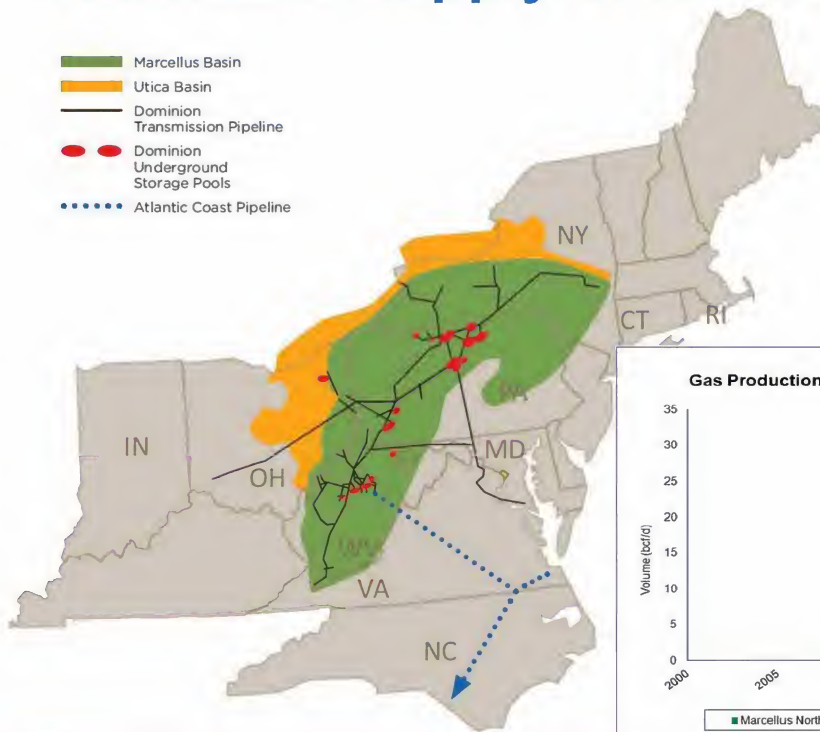 Marcellus Basin
Utica Basin
Dominion
Transmission Pipeline
Dominion
Underground
Storage Pools
Atlantic Coast Pipeline
NY
CT
RI
PA
IN
OH
MD
WV
VA
NC
Gas Production
Volume (bcf/d)
35
30
25
20
15
10
5
0
2000
2005
Marcellus North